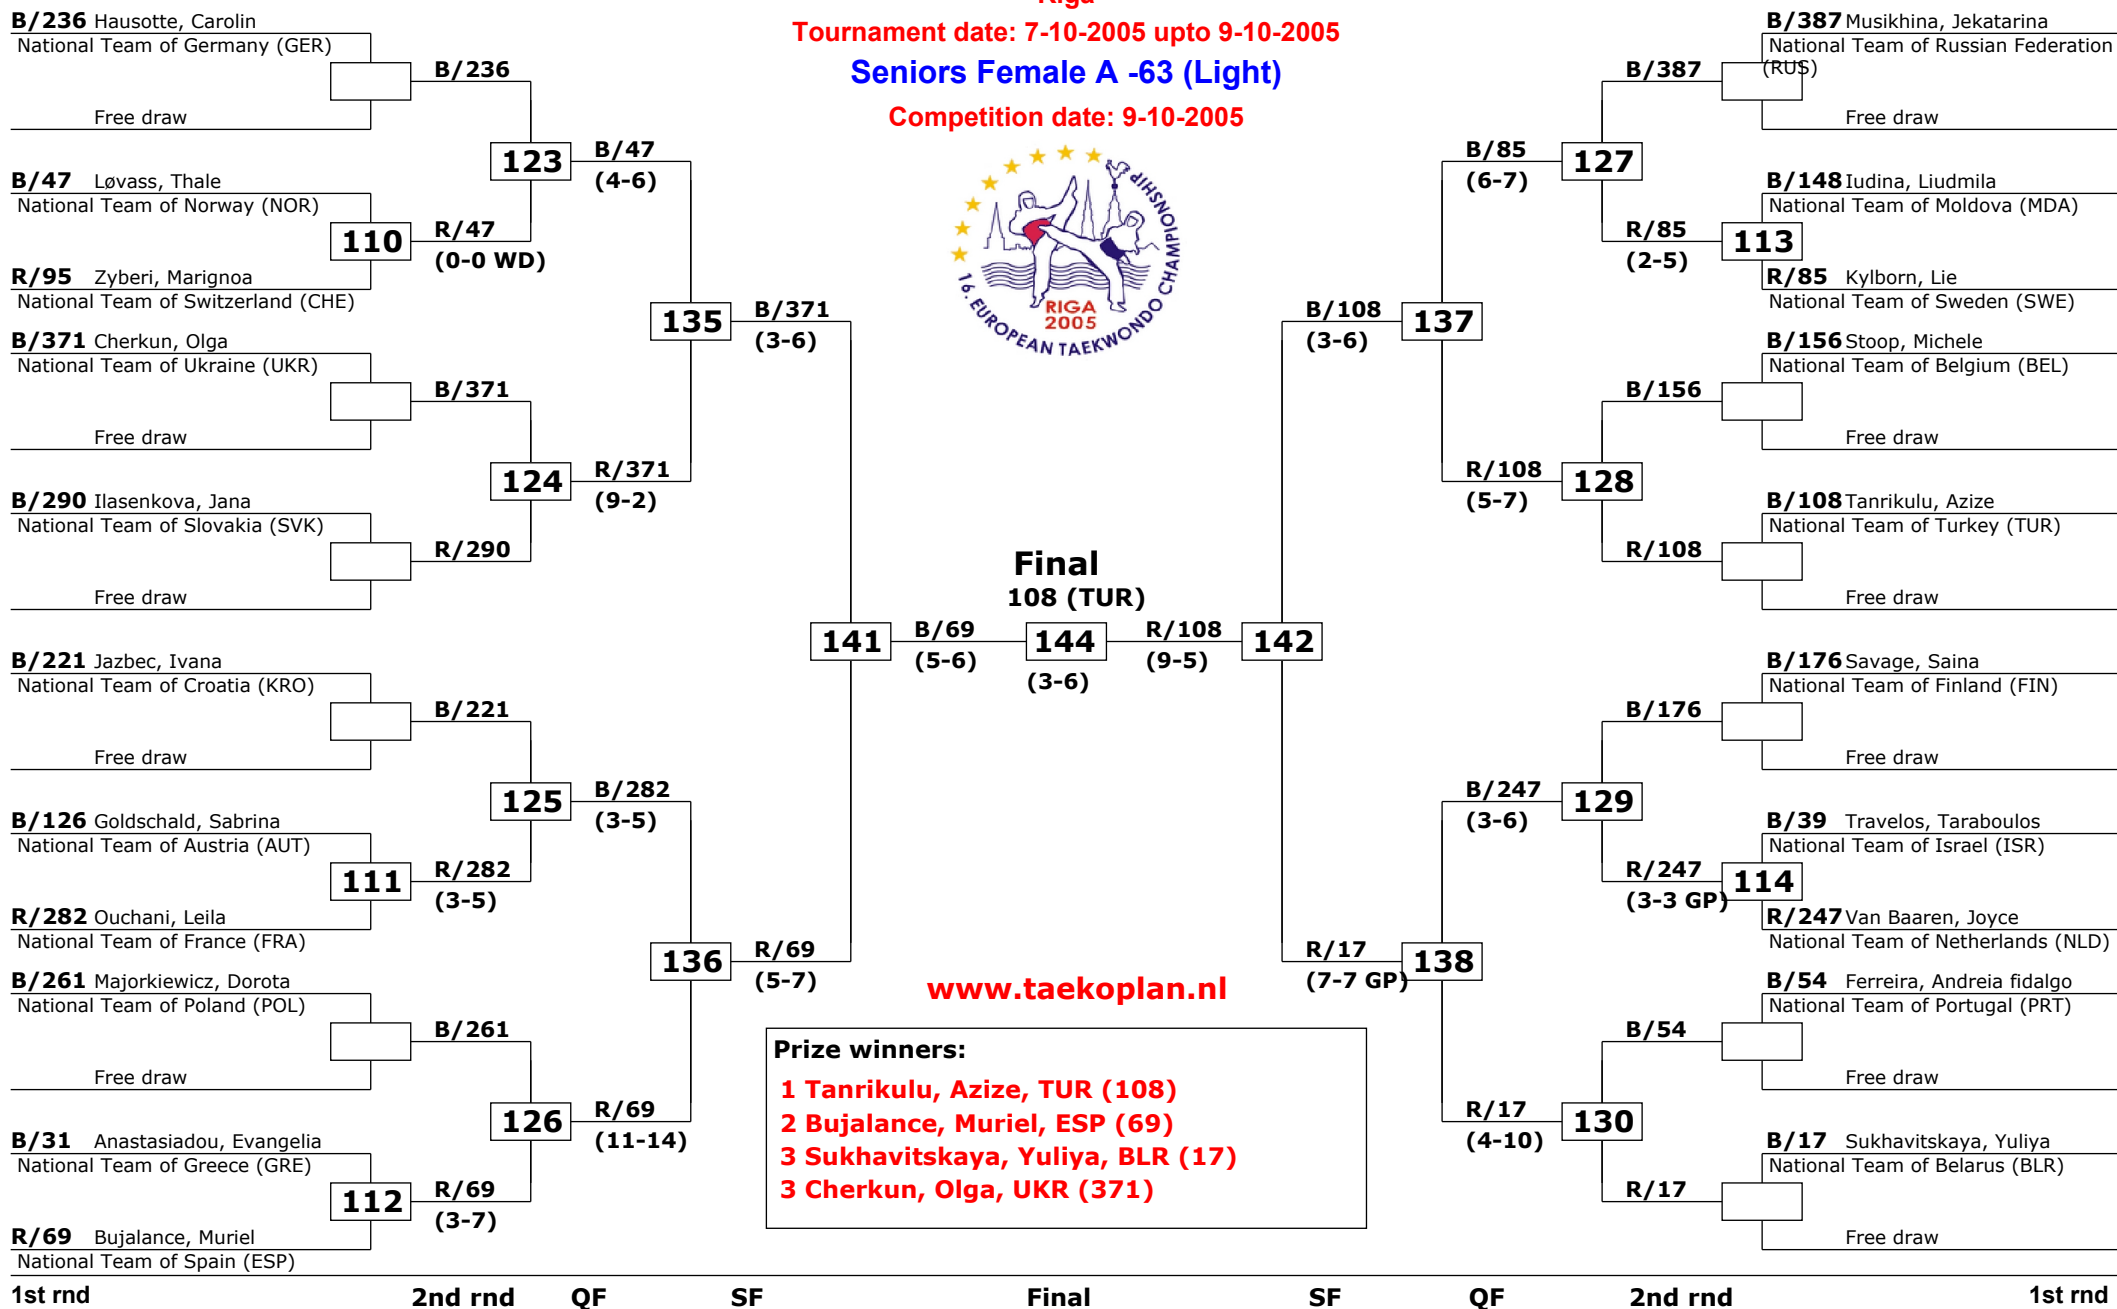 Riga
Tournament date: 7-10-2005 upto 9-10-2005
Seniors Female A -63 (Light)
Competition date: 9-10-2005
16. EUROPEAN TAEKWONDO CHAMPIONSHIP
RIGA
2005
B/236 Hausotte, Carolin
National Team of Germany (GER)
Free draw
B/47 Løvass, Thale
National Team of Norway (NOR)
110
R/95 Zyberi, Marignoa
National Team of Switzerland (CHE)
B/371 Cherkun, Olga
National Team of Ukraine (UKR)
Free draw
B/290 Ilasenkova, Jana
National Team of Slovakia (SVK)
Free draw
B/221 Jazbec, Ivana
National Team of Croatia (KRO)
Free draw
B/126 Goldschald, Sabrina
National Team of Austria (AUT)
111
R/282 Ouchani, Leila
National Team of France (FRA)
B/261 Majorkiewicz, Dorota
National Team of Poland (POL)
Free draw
B/31 Anastasiadou, Evangelia
National Team of Greece (GRE)
112
R/69 Bujalance, Muriel
National Team of Spain (ESP)
B/236
123
R/47
(0-0 WD)
B/371
124
R/290
B/221
125
R/282
(3-5)
B/261
126
R/69
(3-7)
B/47
(4-6)
135
R/371
(9-2)
B/282
(3-5)
136
R/69
(11-14)
B/371
(3-6)
141
R/69
(5-7)
B/69
(5-6)
Final
108 (TUR)
144
(3-6)
R/108
(9-5)
142
B/108
(3-6)
R/17
(7-7 GP)
B/85
(6-7)
137
R/108
(5-7)
B/247
(3-6)
138
R/17
(4-10)
B/387
127
R/85
(2-5)
B/156
128
R/108
B/176
129
R/247
(3-3 GP)
B/54
130
R/17
B/387 Musikhina, Jekatarina
National Team of Russian Federation
(RUS)
Free draw
B/148 Iudina, Liudmila
National Team of Moldova (MDA)
113
R/85 Kylborn, Lie
National Team of Sweden (SWE)
B/156 Stoop, Michele
National Team of Belgium (BEL)
Free draw
B/108 Tanrikulu, Azize
National Team of Turkey (TUR)
Free draw
B/176 Savage, Saina
National Team of Finland (FIN)
Free draw
B/39 Travelos, Taraboulos
National Team of Israel (ISR)
114
R/247 Van Baaren, Joyce
National Team of Netherlands (NLD)
B/54 Ferreira, Andreia fidalgo
National Team of Portugal (PRT)
Free draw
B/17 Sukhavitskaya, Yuliya
National Team of Belarus (BLR)
Free draw
www.taekoplan.nl
Prize winners:
1 Tanrikulu, Azize, TUR (108)
2 Bujalance, Muriel, ESP (69)
3 Sukhavitskaya, Yuliya, BLR (17)
3 Cherkun, Olga, UKR (371)
1st rnd 2nd rnd QF SF Final SF QF 2nd rnd 1st rnd